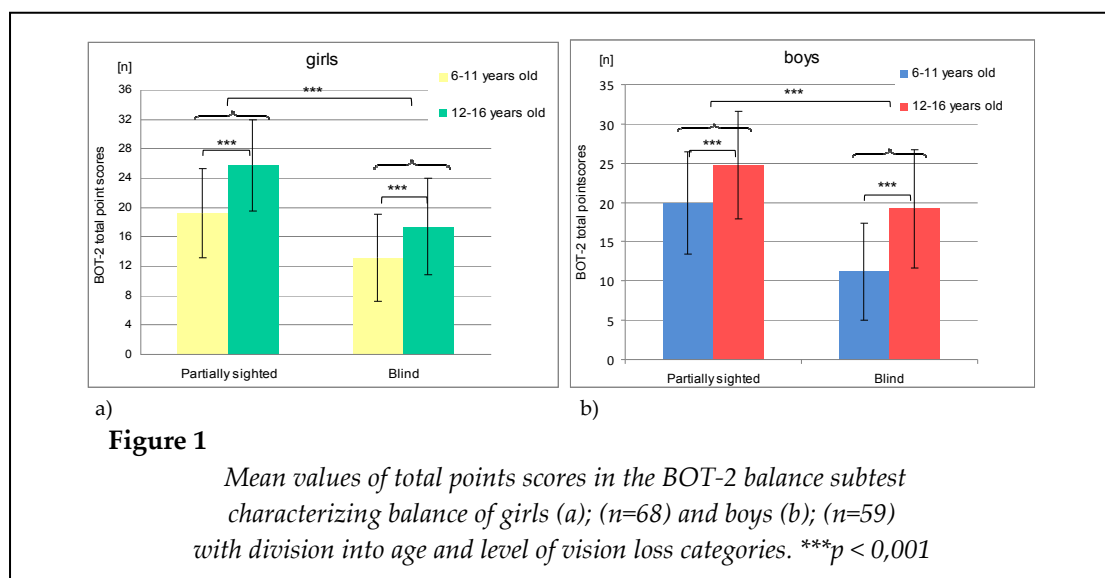 girls
[n]
6-11 years old
12-16 years old
36
32
28
24
20
16
12
8
4
0
BOT-2 total point scores
***
***
***
Partially sighted
Blind
a)
boys
[n]
6-11 years old
12-16 years old
35
30
25
20
15
10
5
0
BOT-2 total pointscores
***
***
***
Partially sighted
Blind
b)
Figure 1
Mean values of total points scores in the BOT-2 balance subtest
characterizing balance of girls (a); (n=68) and boys (b); (n=59)
with division into age and level of vision loss categories. ***p < 0,001